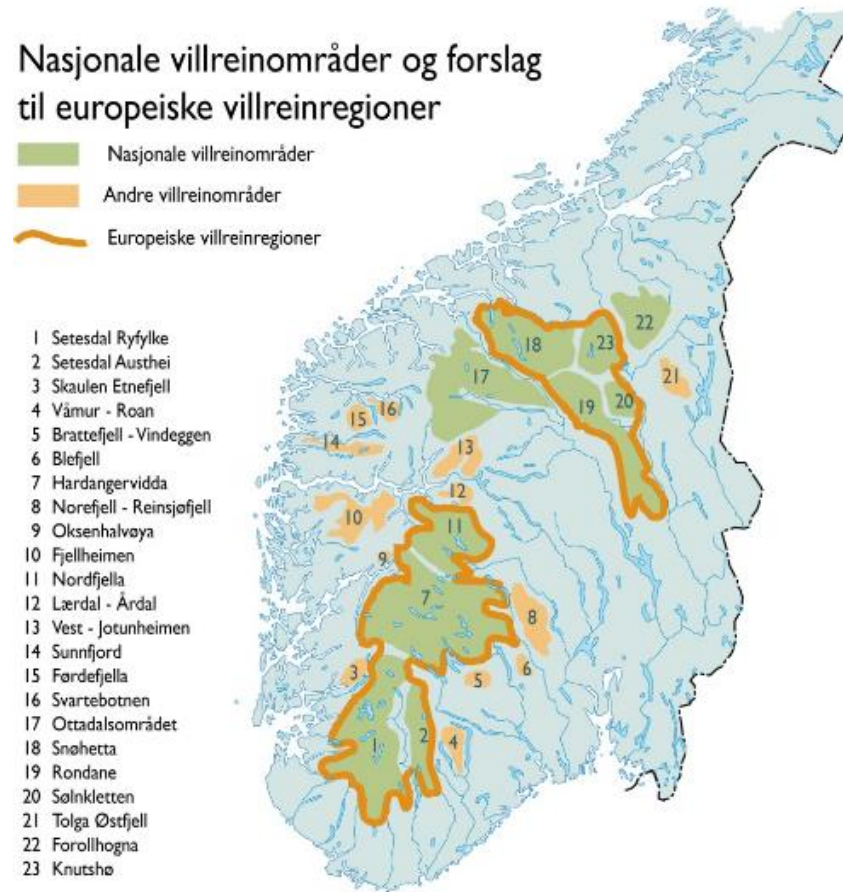 Nasjonale villreinområder og forslag
til europeiske villreinregioner
Nasjonale villreinområder
Andre villreinområder
Europeiske villreinregioner
1 Setesdal Ryfylke
2 Setesdal Austhei
3 Skaulen Etnefjell
4 Våmur - Roan
5 Brattefjell - Vindeggen
6 Blefjell
7 Hardangervidda
8 Norefjell - Reinsjøfjell
9 Oksenhalvøya
10 Fjellheimen
11 Nordfjella
12 Lærdal - Årdal
13 Vest - Jotunheimen
14 Sunnfjord
15 Førdefjella
16 Svartebotnen
17 Ottadalsområdet
18 Snøhetta
19 Rondane
20 Sølnkletten
21 Tolga Østfjell
22 Forollhogna
23 Knutshø
22
18
23
17
21
20
19
16
15
14
13
12
10
11
9
7
8
6
3
5
2
4
1